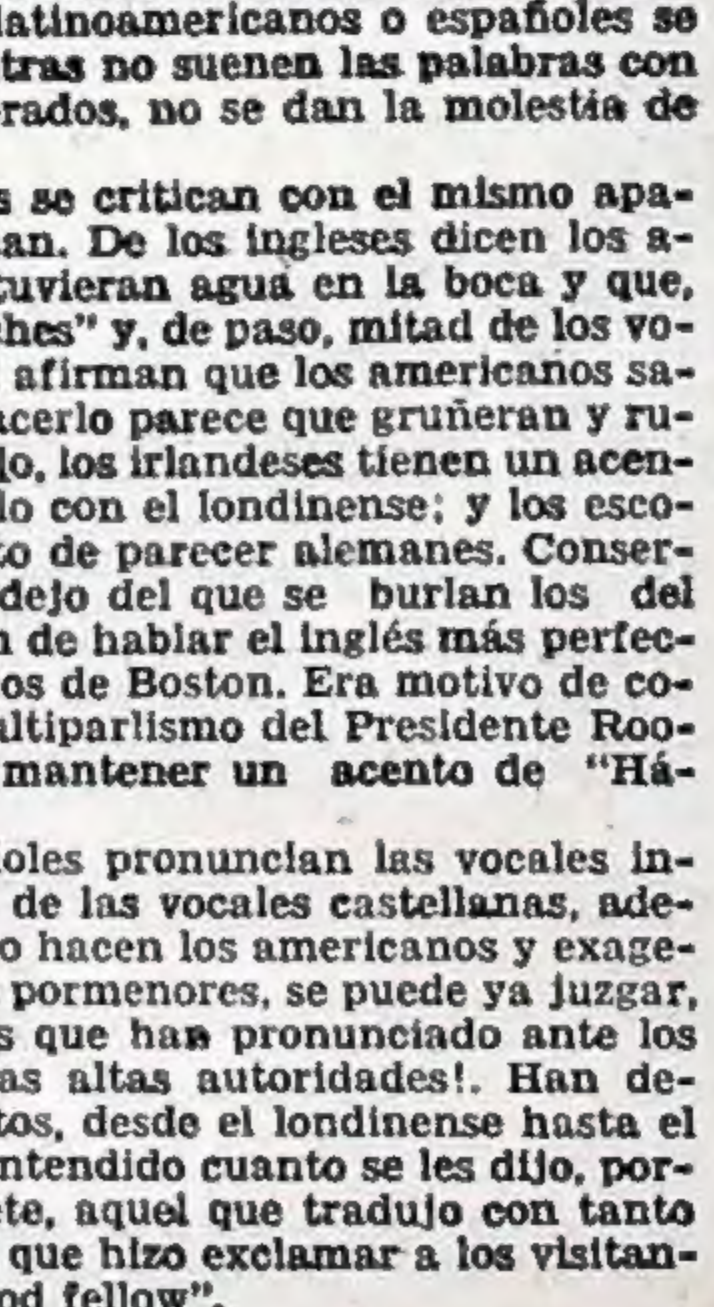 latinoamericanos o españoles se
tras no suenen las palabras con
rados, no se dan la molestia de
s se critican con el mismo apa-
an. De los ingleses dicen los a-
tuvieran agua en la boca y que,
hes" y, de paso, mitad de los vo-
afirman que los americanos sa-
acerlo parece que gruñeran y ru-
lo, los irlandeses tienen un acen-
lo con el londinense; y los esco-
to de parecer alemanes. Conser-
dejo del que se burlan los del
n de hablar el inglés más perfec-
os de Boston. Era motivo de co-
ultiparlismo del Presidente Roo-
mantener un acento de "Há-
oles pronuncian las vocales in-
de las vocales castellanas, ade-
o hacen los americanos y exage-
pormenores, se puede ya juzgar,
s que han pronunciado ante los
as altas autoridades!. Han de-
tos, desde el londinense hasta el
ntendido cuanto se les dijo, por-
te, aquel que tradujo con tanto
que hizo exclamar a los visitan-
od fellow".